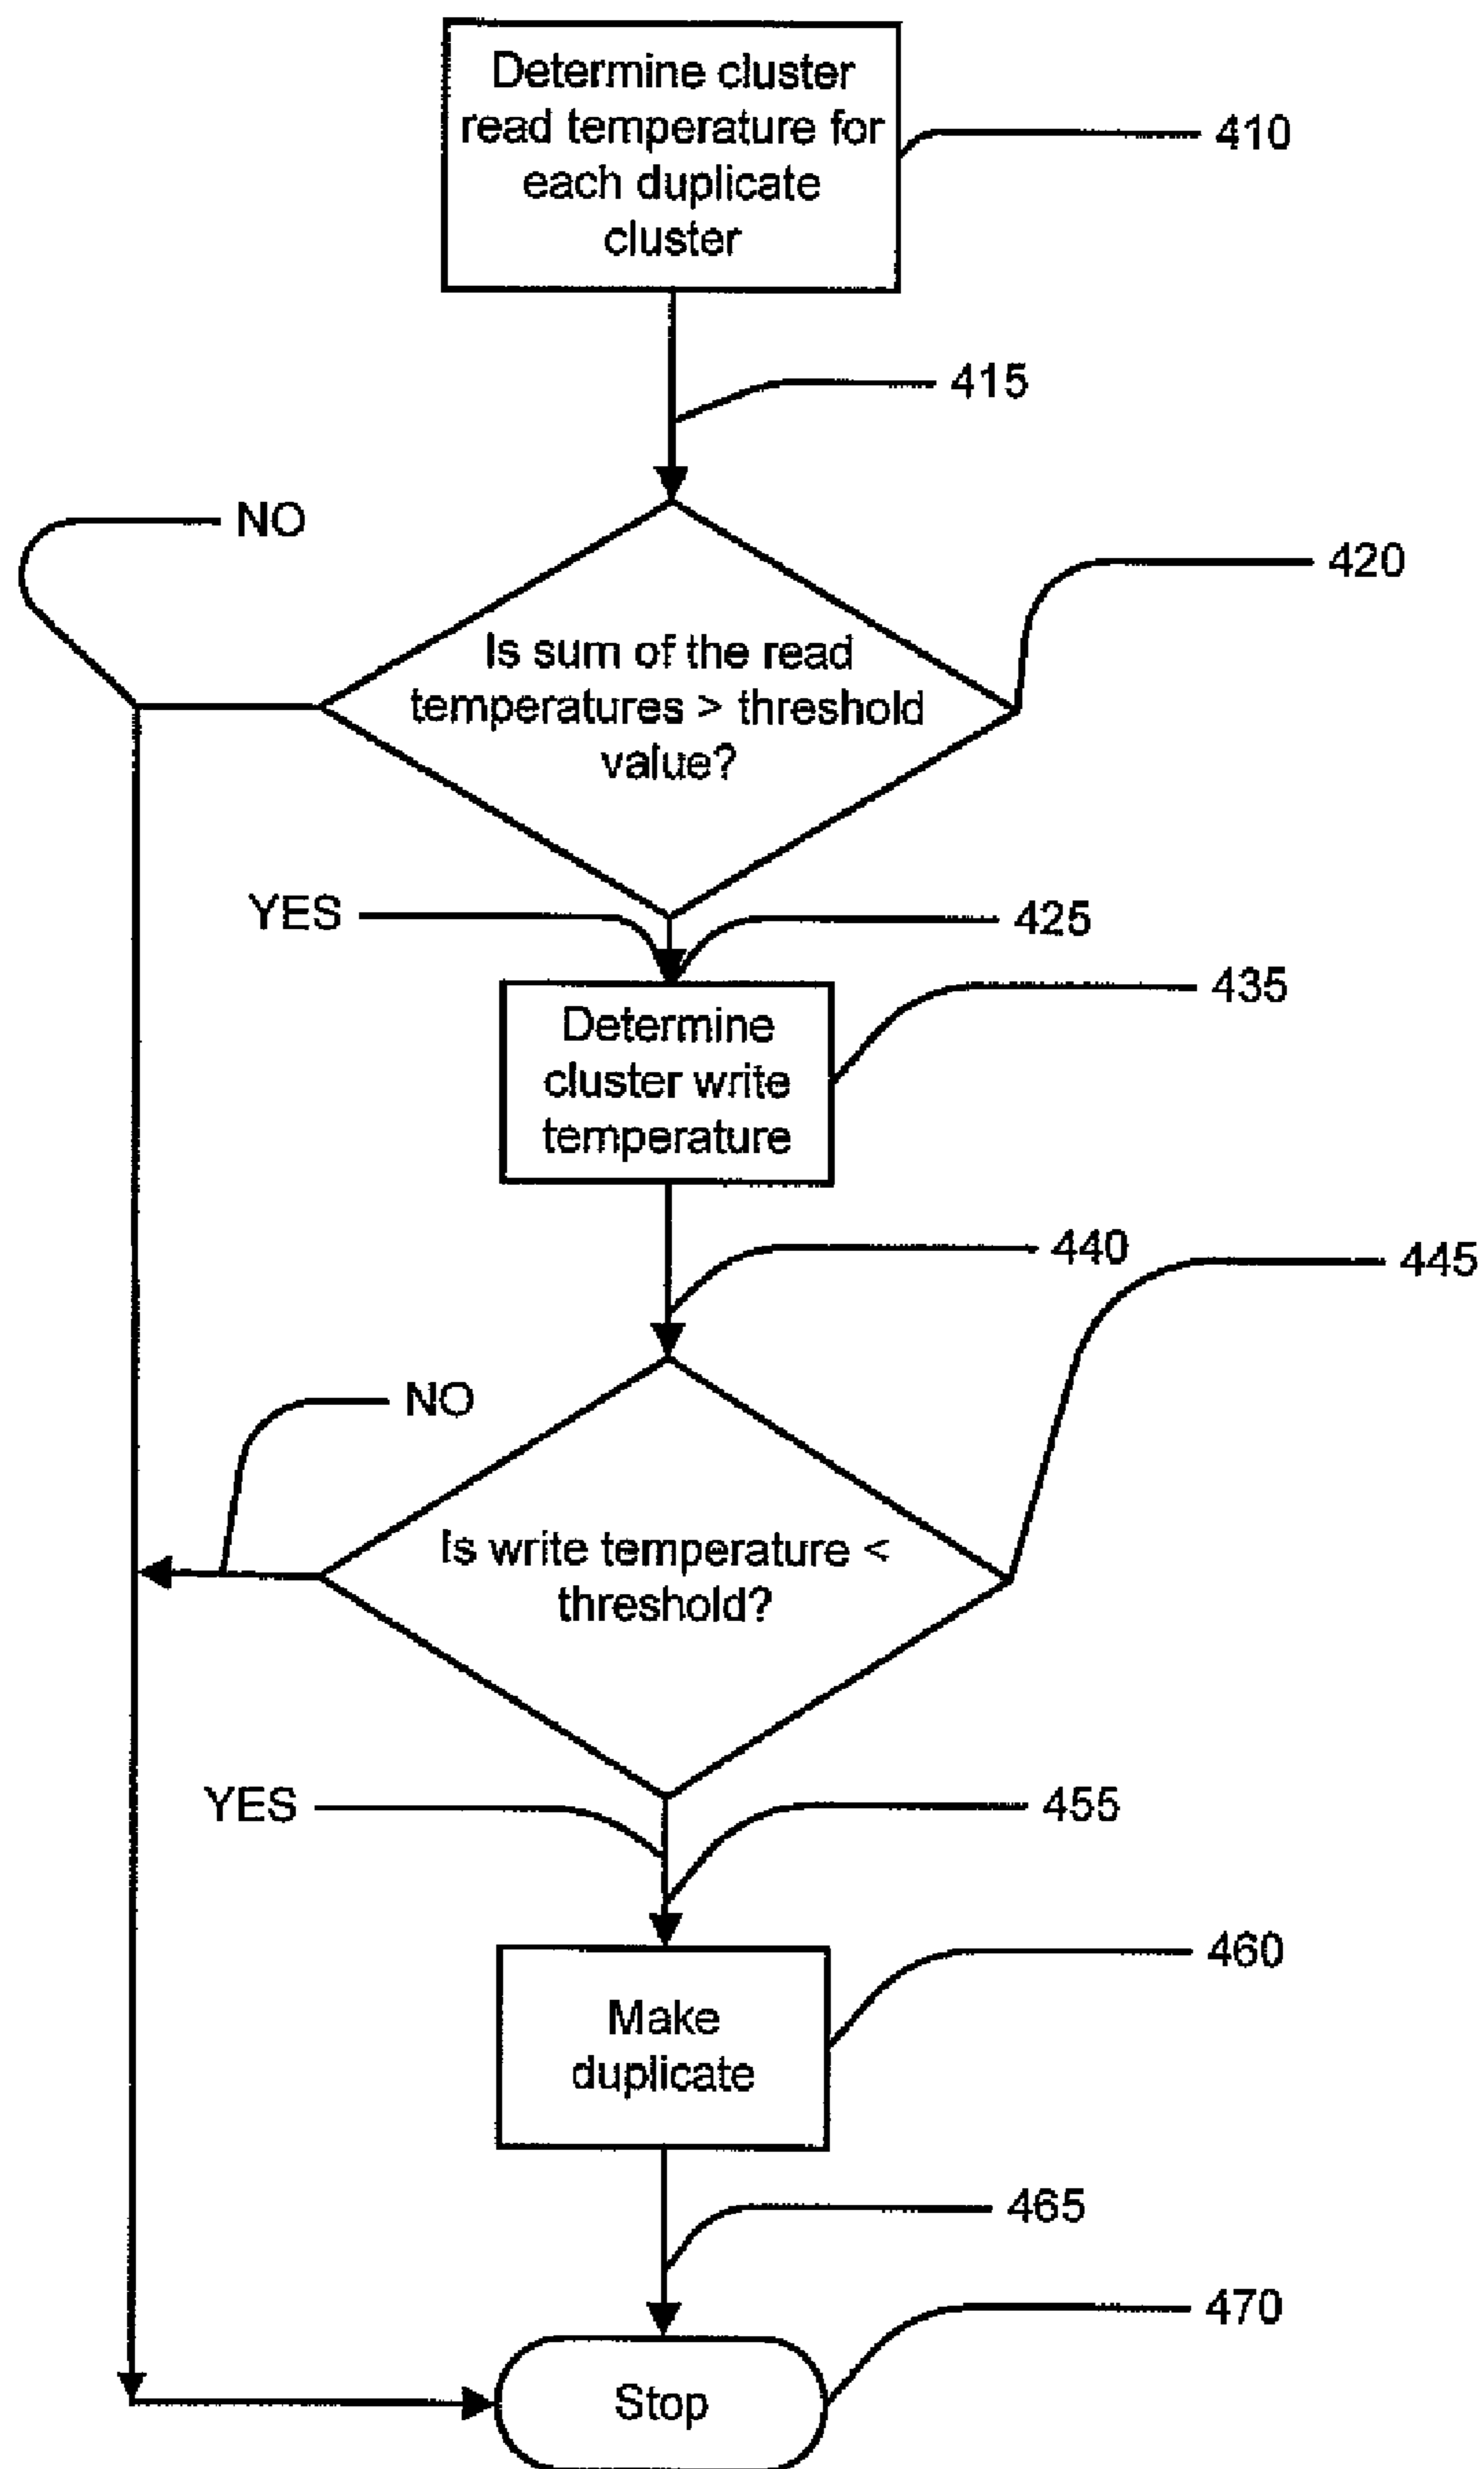 Determine cluster
read temperature for
each duplicate
cluster
410
415
NO
420
Is sum of the read
temperatures > threshold
value?
YES
425
435
Determine
cluster write
temperature
440
445
NO
Is write temperature <
threshold?
YES
455
460
Make
duplicate
465
470
Stop